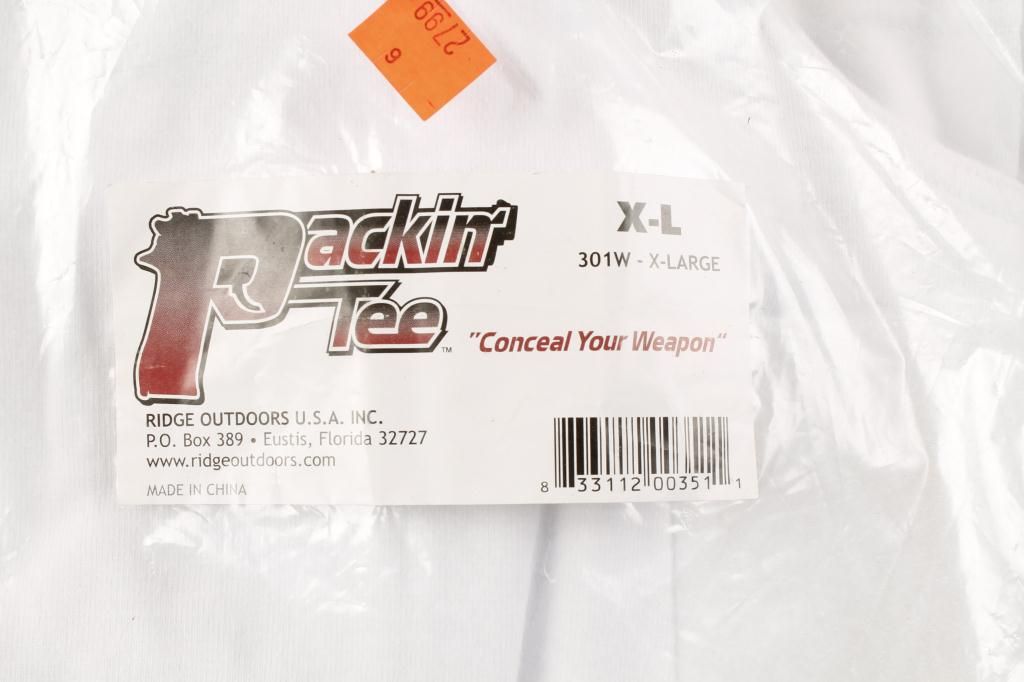 2799
6
Packin'
Tee™
X-L
301W - X-LARGE
"Conceal Your Weapon"
RIDGE OUTDOORS U.S.A. INC.
P.O. Box 389 • Eustis, Florida 32727
www.ridgeoutdoors.com
MADE IN CHINA
8 33112 00351 1